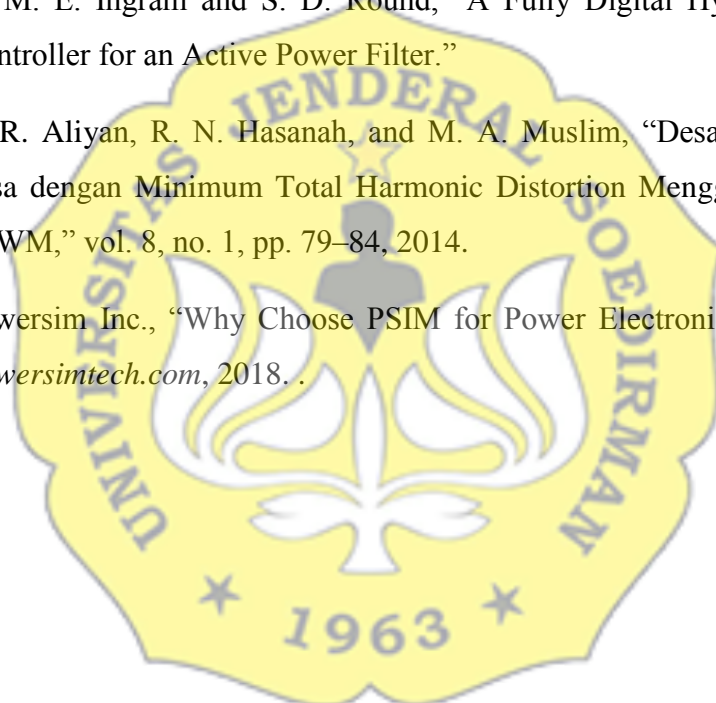 M. E. Ingram and S. D. Round, “A Fully Digital Hy
ntroller for an Active Power Filter.”
R. Aliyan, R. N. Hasanah, and M. A. Muslim, “Desa
sa dengan Minimum Total Harmonic Distortion Mengg
WM,” vol. 8, no. 1, pp. 79–84, 2014.
wersim Inc., “Why Choose PSIM for Power Electroni
wersimtech.com, 2018. .
UNIVERSITAS JENDERAL SOEDIRMAN
1963